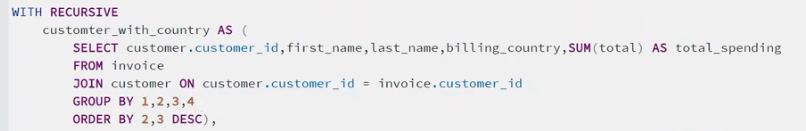 WITH RECURSIVE
customter_with_country AS (
SELECT customer.customer_id,first_name,last_name,billing_country,SUM(total) AS total_spending
FROM invoice
JOIN customer ON customer.customer_id = invoice.customer_id
GROUP BY 1,2,3,4
ORDER BY 2,3 DESC),